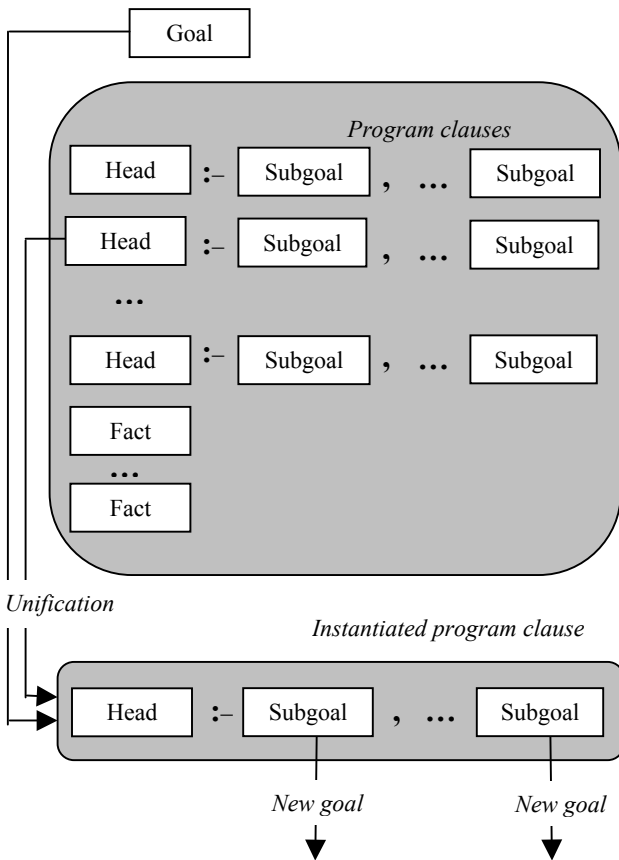 Goal
Program clauses
Head :– Subgoal , ... Subgoal
Head :– Subgoal , ... Subgoal
...
Head :– Subgoal , ... Subgoal
Fact
...
Fact
Unification
Instantiated program clause
Head :– Subgoal , ... Subgoal
New goal New goal